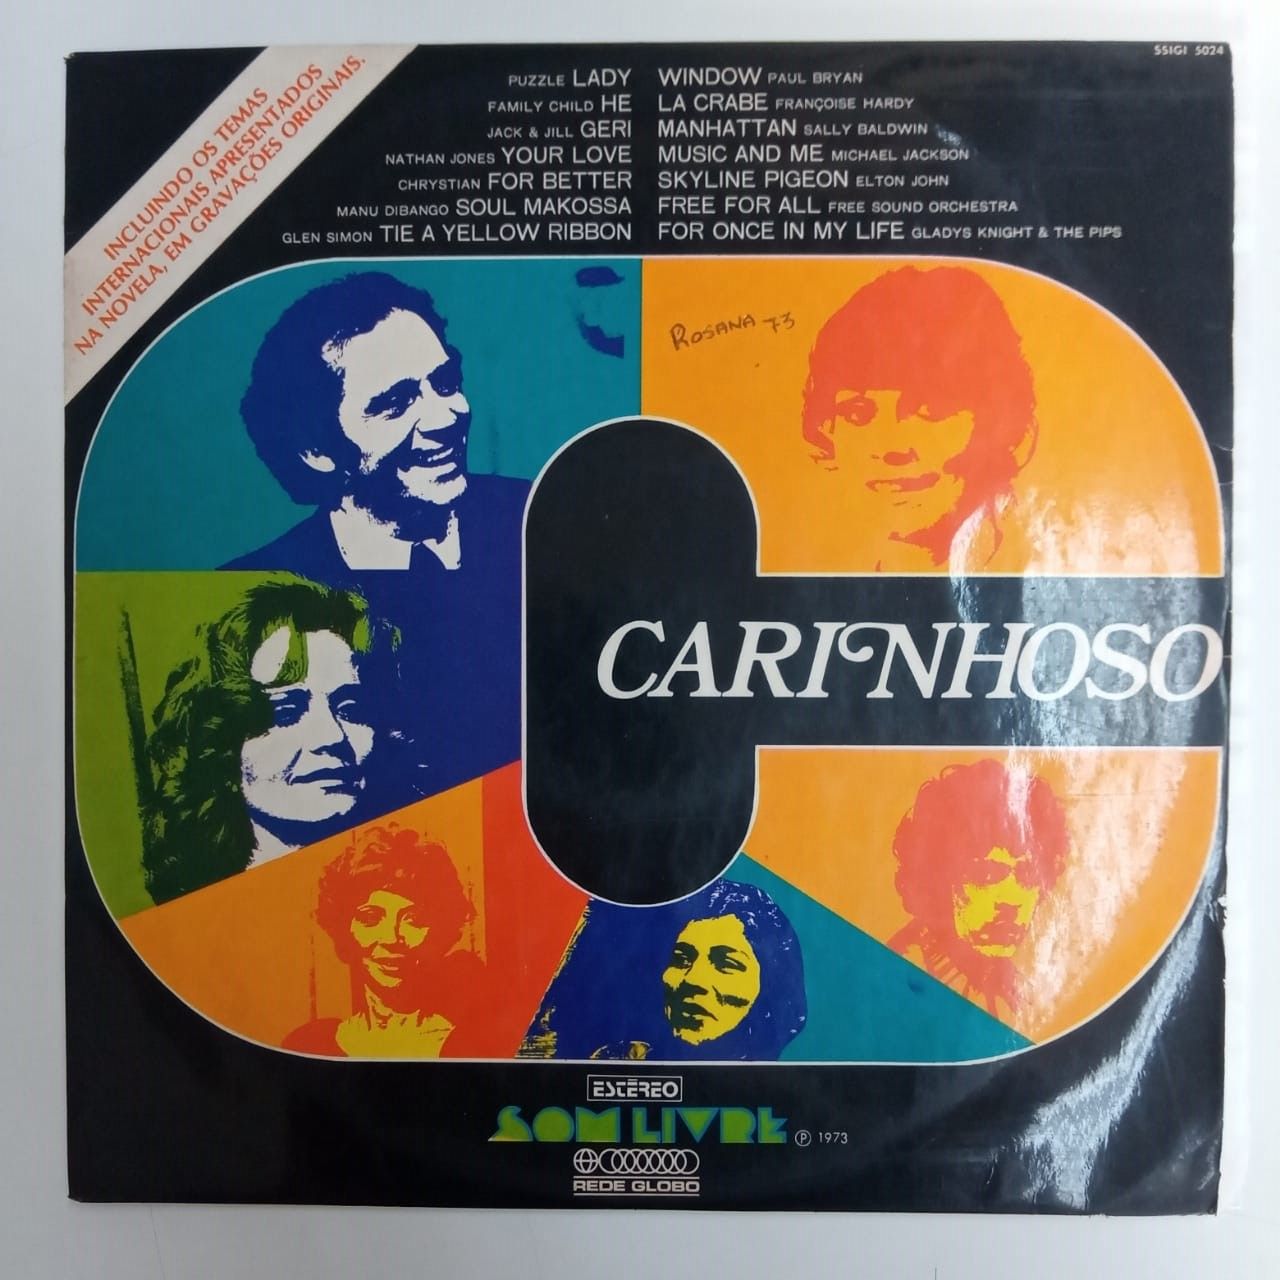 SSIGI 5024
INCLUINDO OS TEMAS
INTERNACIONAIS APRESENTADOS
NA NOVELA, EM GRAVAÇÕES ORIGINAIS.
PUZZLE LADY
FAMILY CHILD HE
JACK & JILL GERI
NATHAN JONES YOUR LOVE
CHRYSTIAN FOR BETTER
MANU DIBANGO SOUL MAKOSSA
GLEN SIMON TIE A YELLOW RIBBON
WINDOW PAUL BRYAN
LA CRABE FRANÇOISE HARDY
MANHATTAN SALLY BALDWIN
MUSIC AND ME MICHAEL JACKSON
SKYLINE PIGEON ELTON JOHN
FREE FOR ALL FREE SOUND ORCHESTRA
FOR ONCE IN MY LIFE GLADYS KNIGHT & THE PIPS
ROSANA 73
CARINHOSO
ESTÉREO
SOM LIVRE ℗ 1973
REDE GLOBO